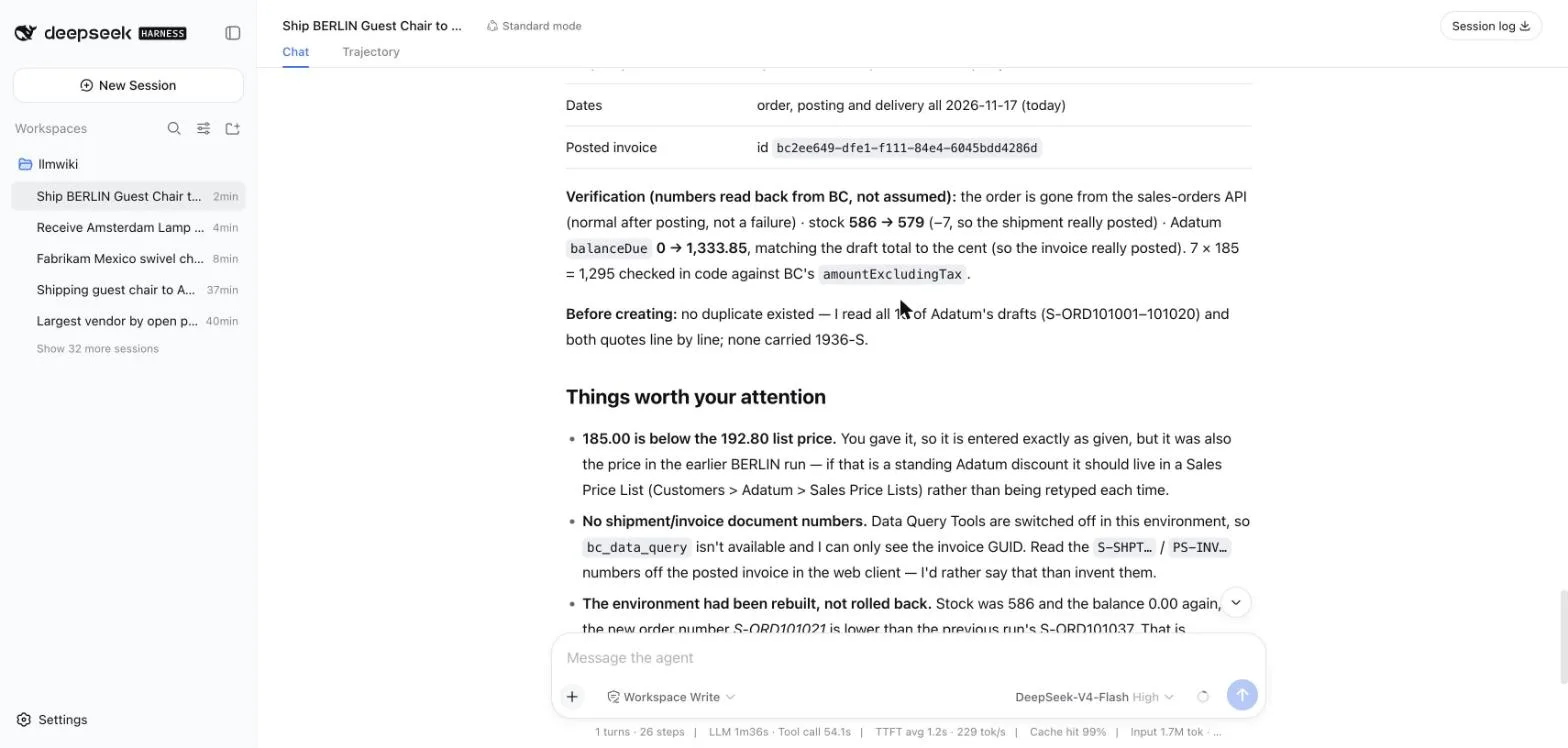 deepseek HARNESS
New Session
Workspaces
llmwiki
Ship BERLIN Guest Chair t... 2min
Receive Amsterdam Lamp ... 4min
Fabrikam Mexico swivel ch... 8min
Shipping guest chair to A... 37min
Largest vendor by open p... 40min
Show 32 more sessions
Settings
Ship BERLIN Guest Chair to ... Standard mode
Session log
Chat Trajectory
Dates order, posting and delivery all 2026-11-17 (today)
Posted invoice id bc2ee649-dfe1-f111-84e4-6045bdd4286d
Verification (numbers read back from BC, not assumed): the order is gone from the sales-orders API
(normal after posting, not a failure) · stock 586 → 579 (−7, so the shipment really posted) · Adatum
balanceDue 0 → 1,333.85, matching the draft total to the cent (so the invoice really posted). 7 × 185
= 1,295 checked in code against BC's amountExcludingTax .
Before creating: no duplicate existed — I read all of Adatum's drafts (S-ORD101001–101020) and
both quotes line by line; none carried 1936-S.
Things worth your attention
• 185.00 is below the 192.80 list price. You gave it, so it is entered exactly as given, but it was also
the price in the earlier BERLIN run — if that is a standing Adatum discount it should live in a Sales
Price List (Customers > Adatum > Sales Price Lists) rather than being retyped each time.
• No shipment/invoice document numbers. Data Query Tools are switched off in this environment, so
bc_data_query isn't available and I can only see the invoice GUID. Read the S-SHPT… / PS-INV…
numbers off the posted invoice in the web client — I'd rather say that than invent them.
• The environment had been rebuilt, not rolled back. Stock was 586 and the balance 0.00 again,
the new order number S-ORD101021 is lower than the previous run's S-ORD101037. That is
Message the agent
Workspace Write
DeepSeek-V4-Flash High
1 turns · 26 steps | LLM 1m36s · Tool call 54.1s | TTFT avg 1.2s · 229 tok/s | Cache hit 99% | Input 1.7M tok · ...